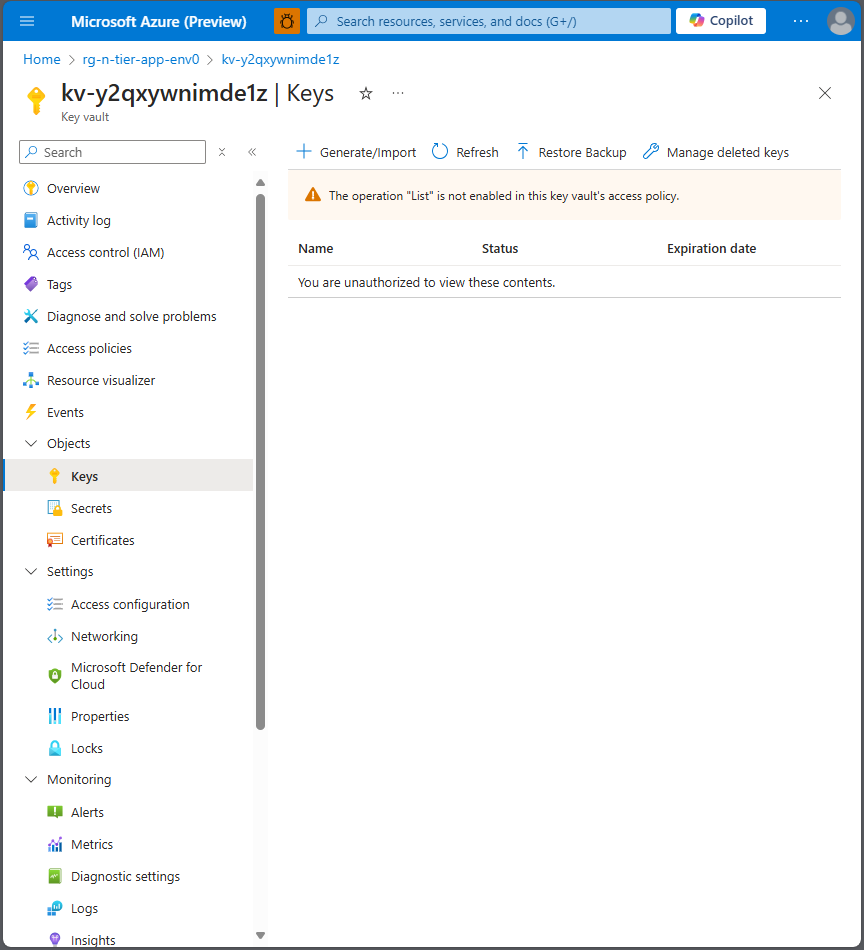 Microsoft Azure (Preview)
Search resources, services, and docs (G+/)
Copilot
Home > rg-n-tier-app-env0 > kv-y2qxywnimde1z
kv-y2qxywnimde1z | Keys
Key vault
Search
Generate/Import
Refresh
Restore Backup
Manage deleted keys
Overview
Activity log
Access control (IAM)
Tags
Diagnose and solve problems
Access policies
Resource visualizer
Events
Objects
Keys
Secrets
Certificates
Settings
Access configuration
Networking
Microsoft Defender for
Cloud
Properties
Locks
Monitoring
Alerts
Metrics
Diagnostic settings
Logs
Insights
The operation "List" is not enabled in this key vault's access policy.
Name Status Expiration date
You are unauthorized to view these contents.